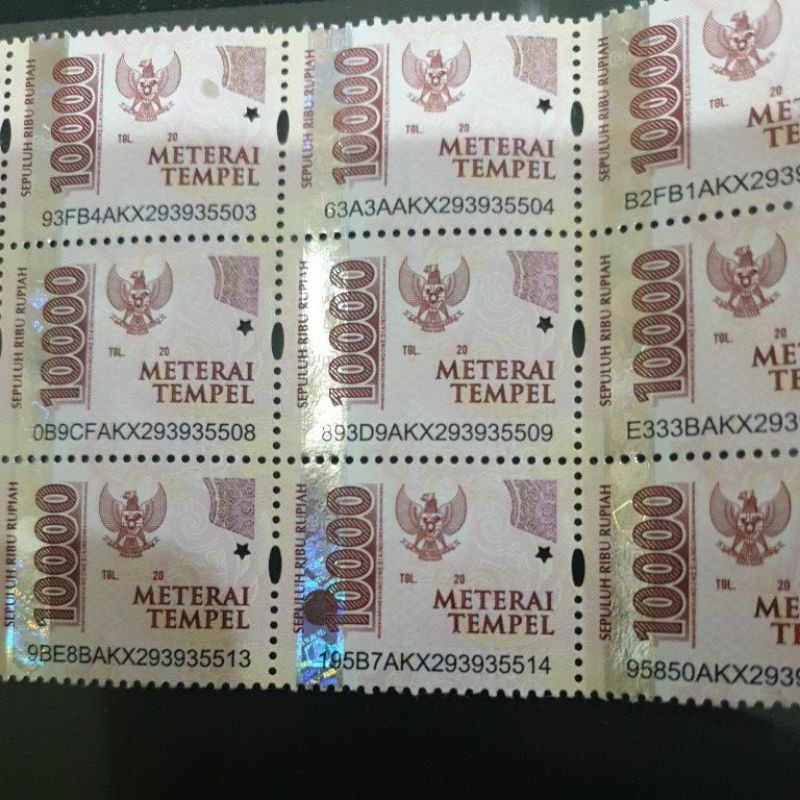 SEPULUH RIBU RUPIAH
10000
TGL. 20
METERAI
TEMPEL
93FB4AKX293935503
SEPULUH RIBU RUPIAH
10000
TGL. 20
METERAI
TEMPEL
63A3AAKX293935504
SEPULUH RIBU RUPIAH
10000
TGL.
B2FB1AKX2939
SEPULUH RIBU RUPIAH
10000
TGL. 20
METERAI
TEMPEL
0B9CFAKX293935508
SEPULUH RIBU RUPIAH
10000
TGL. 20
METERAI
TEMPEL
893D9AKX293935509
SEPULUH RIBU RUPIAH
10000
TGL. 20
E333BAKX293
SEPULUH RIBU RUPIAH
10000
TGL. 20
METERAI
TEMPEL
9BE8BAKX293935513
SEPULUH RIBU RUPIAH
10000
TGL. 20
METERAI
TEMPEL
195B7AKX293935514
SEPULUH RIBU RUPIAH
10000
TGL. 20
95850AKX2939